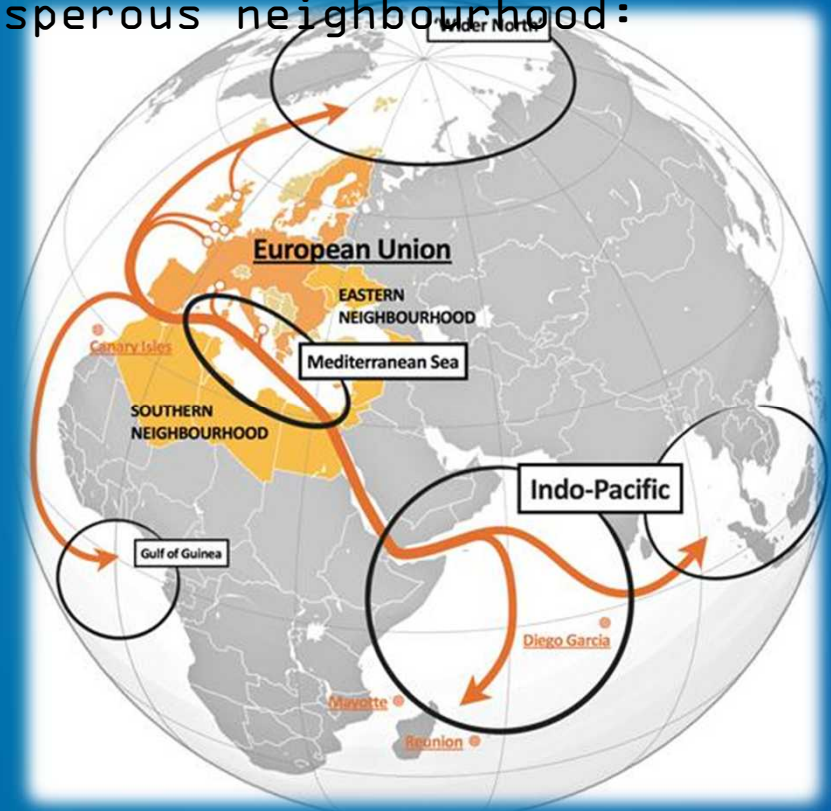 sperous neighbourhood:
'Wider North'
European Union
EASTERN
NEIGHBOURHOOD
Canary Isles
Mediterranean Sea
SOUTHERN
NEIGHBOURHOOD
Indo-Pacific
Gulf of Guinea
Diego Garcia
Mayotte
Reunion